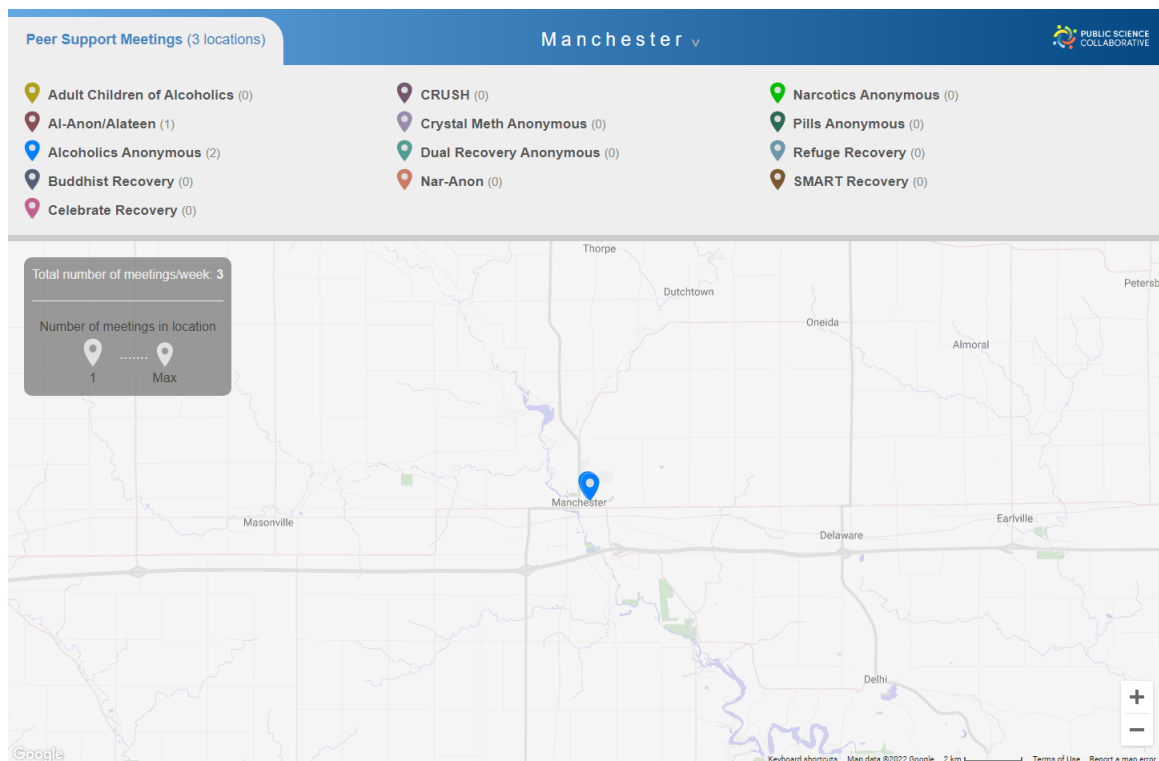 Peer Support Meetings (3 locations)
Manchester v
PUBLIC SCIENCE
COLLABORATIVE
Adult Children of Alcoholics (0)
Al-Anon/Alateen (1)
Alcoholics Anonymous (2)
Buddhist Recovery (0)
Celebrate Recovery (0)
CRUSH (0)
Crystal Meth Anonymous (0)
Dual Recovery Anonymous (0)
Nar-Anon (0)
Narcotics Anonymous (0)
Pills Anonymous (0)
Refuge Recovery (0)
SMART Recovery (0)
Total number of meetings/week: 3
Number of meetings in location
1 ....... Max
Thorpe
Dutchtown
Petersb
Oneida
Almoral
Manchester
Masonville
Earlville
Delaware
Delhi
+
−
Google
Keyboard shortcuts Map data ©2022 Google 2 km Terms of Use Report a map error